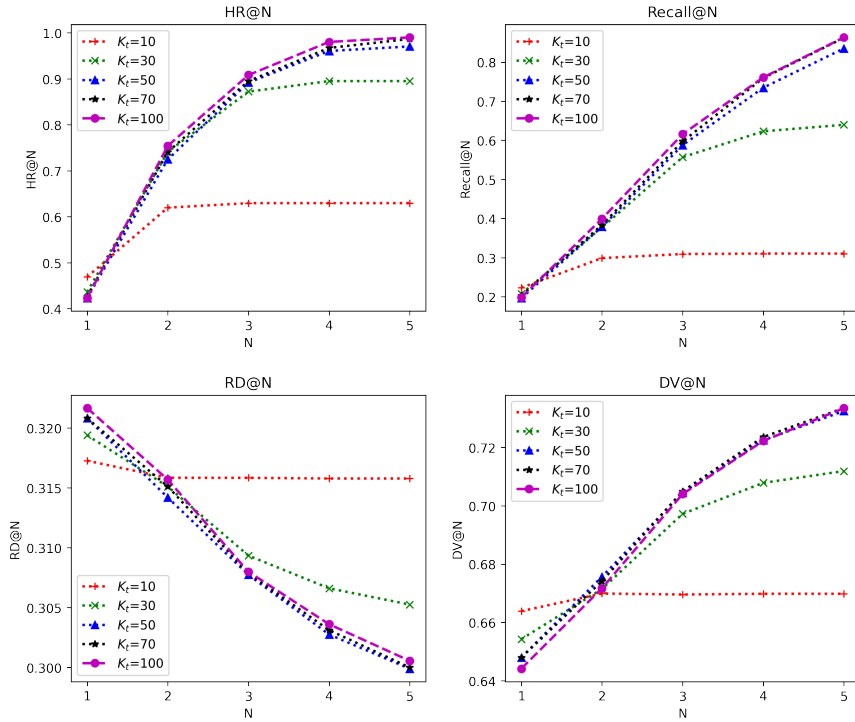 HR@N
HR@N
1.0
0.9
0.8
0.7
0.6
0.5
0.4
K_t=10
K_t=30
K_t=50
K_t=70
K_t=100
1 2 3 4 5
N
Recall@N
Recall@N
0.8
0.7
0.6
0.5
0.4
0.3
0.2
K_t=10
K_t=30
K_t=50
K_t=70
K_t=100
1 2 3 4 5
N
RD@N
RD@N
0.320
0.315
0.310
0.305
0.300
K_t=10
K_t=30
K_t=50
K_t=70
K_t=100
1 2 3 4 5
N
DV@N
DV@N
0.72
0.70
0.68
0.66
0.64
K_t=10
K_t=30
K_t=50
K_t=70
K_t=100
1 2 3 4 5
N